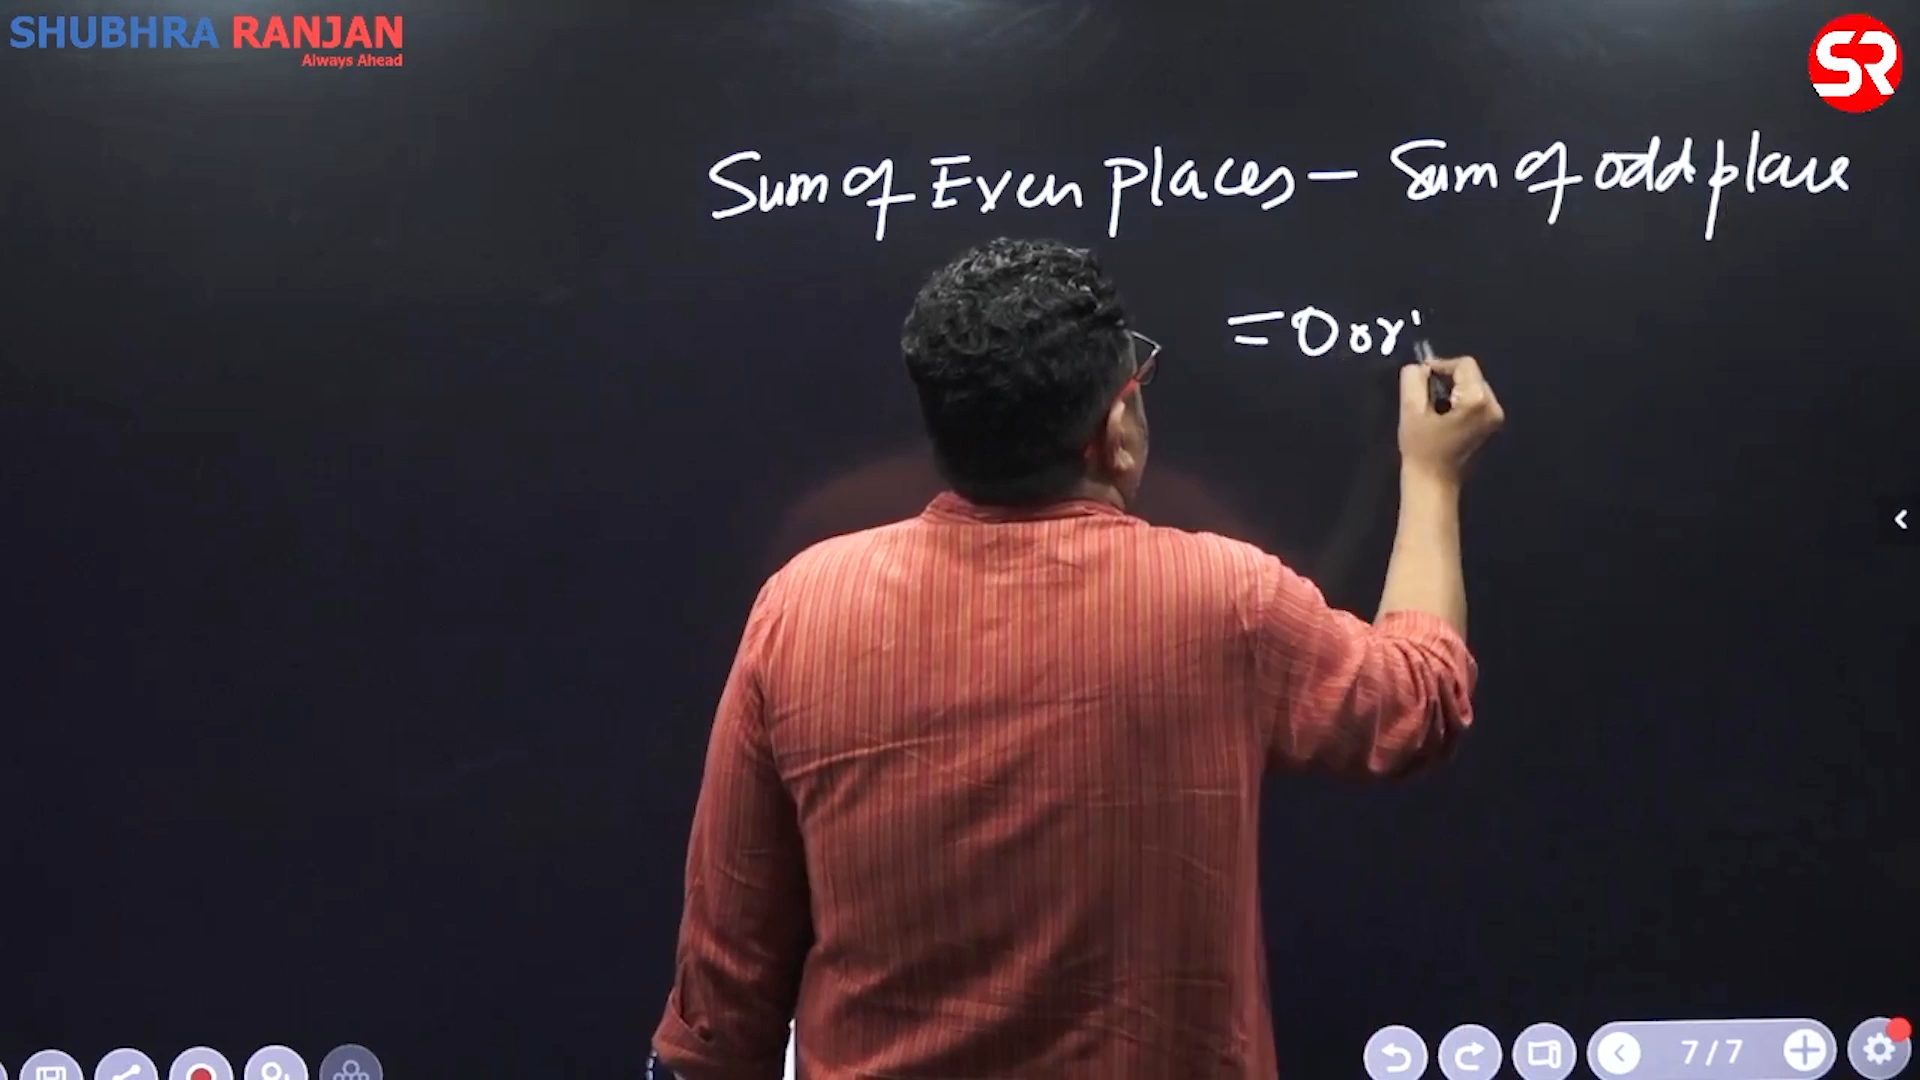 SHUBHRA RANJAN
Always Ahead
SR
Sum of Even places - Sum of odd place
= 0 or
7/7